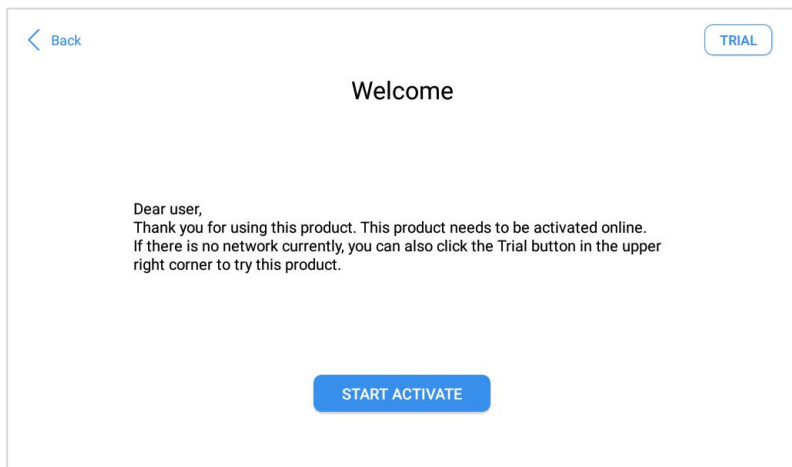 Back
TRIAL
Welcome
Dear user,
Thank you for using this product. This product needs to be activated online.
If there is no network currently, you can also click the Trial button in the upper
right corner to try this product.
START ACTIVATE